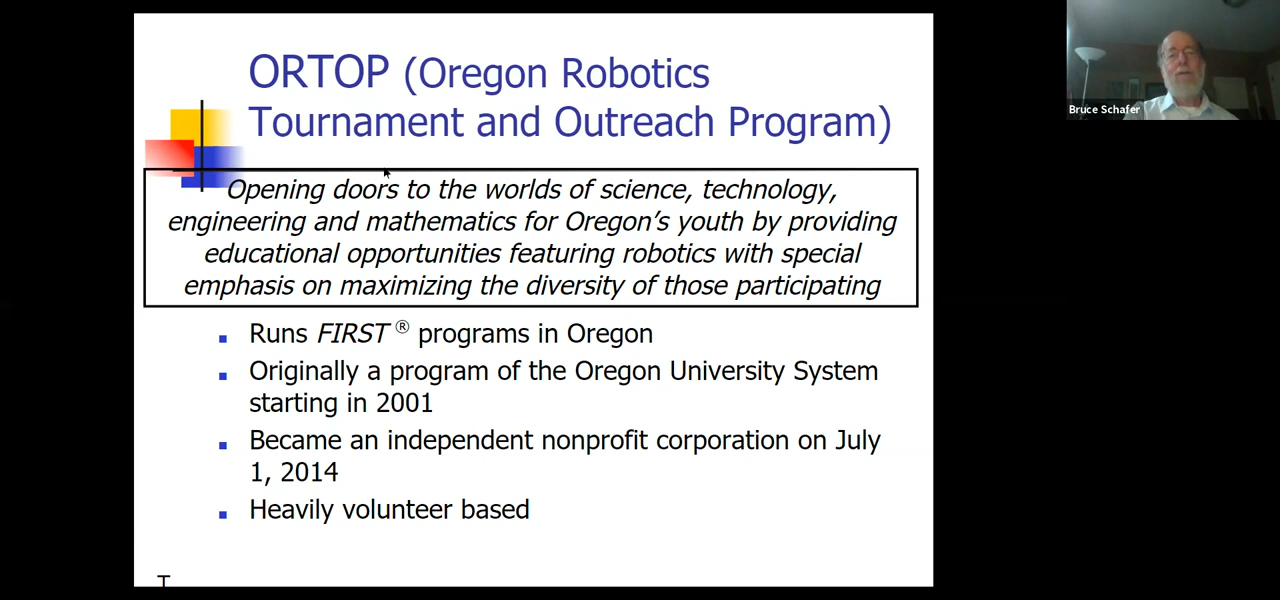 ORTOP (Oregon Robotics
Tournament and Outreach Program)
Opening doors to the worlds of science, technology,
engineering and mathematics for Oregon's youth by providing
educational opportunities featuring robotics with special
emphasis on maximizing the diversity of those participating
Runs FIRST ® programs in Oregon
Originally a program of the Oregon University System
starting in 2001
Became an independent nonprofit corporation on July
1, 2014
Heavily volunteer based
T
Bruce Schafer